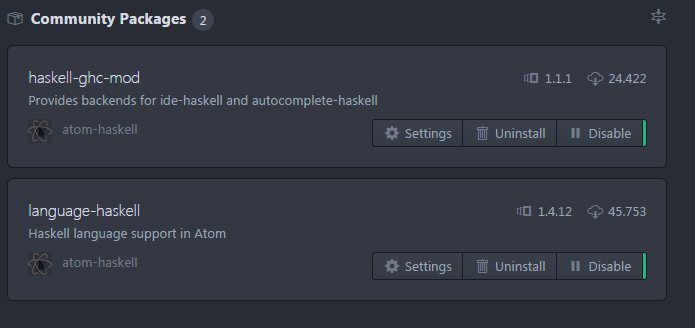 Community Packages 2
haskell-ghc-mod 1.1.1 24.422
Provides backends for ide-haskell and autocomplete-haskell
atom-haskell Settings Uninstall Disable
language-haskell 1.4.12 45.753
Haskell language support in Atom
atom-haskell Settings Uninstall Disable